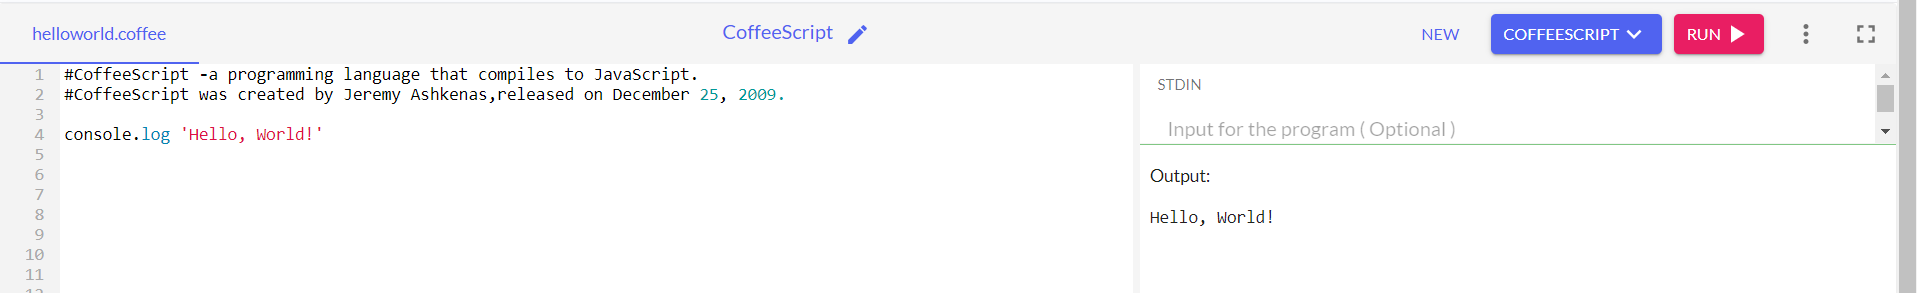 helloworld.coffee
CoffeeScript
NEW
COFFEESCRIPT
RUN
1 #CoffeeScript -a programming language that compiles to JavaScript.
2 #CoffeeScript was created by Jeremy Ashkenas,released on December 25, 2009.
3
4 console.log 'Hello, World!'
5
6
7
8
9
10
11
STDIN
Input for the program ( Optional )
Output:
Hello, World!